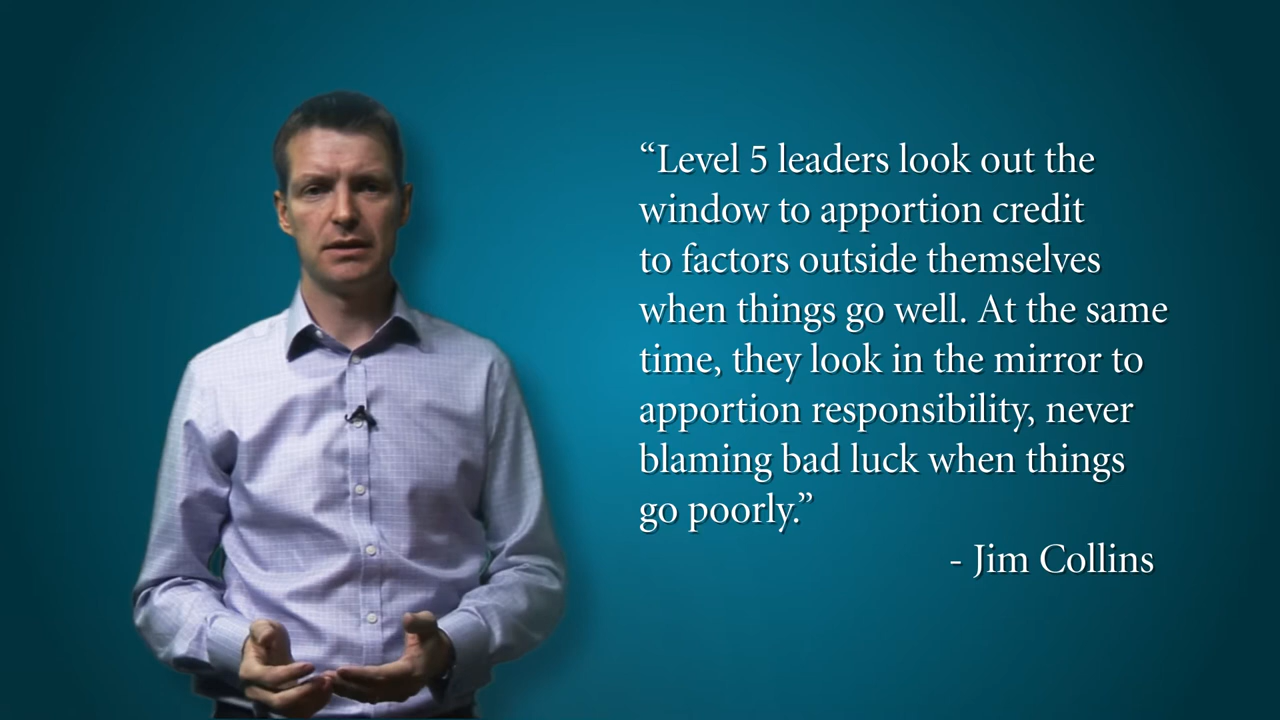 “Level 5 leaders look out the
window to apportion credit
to factors outside themselves
when things go well. At the same
time, they look in the mirror to
apportion responsibility, never
blaming bad luck when things
go poorly.”
- Jim Collins